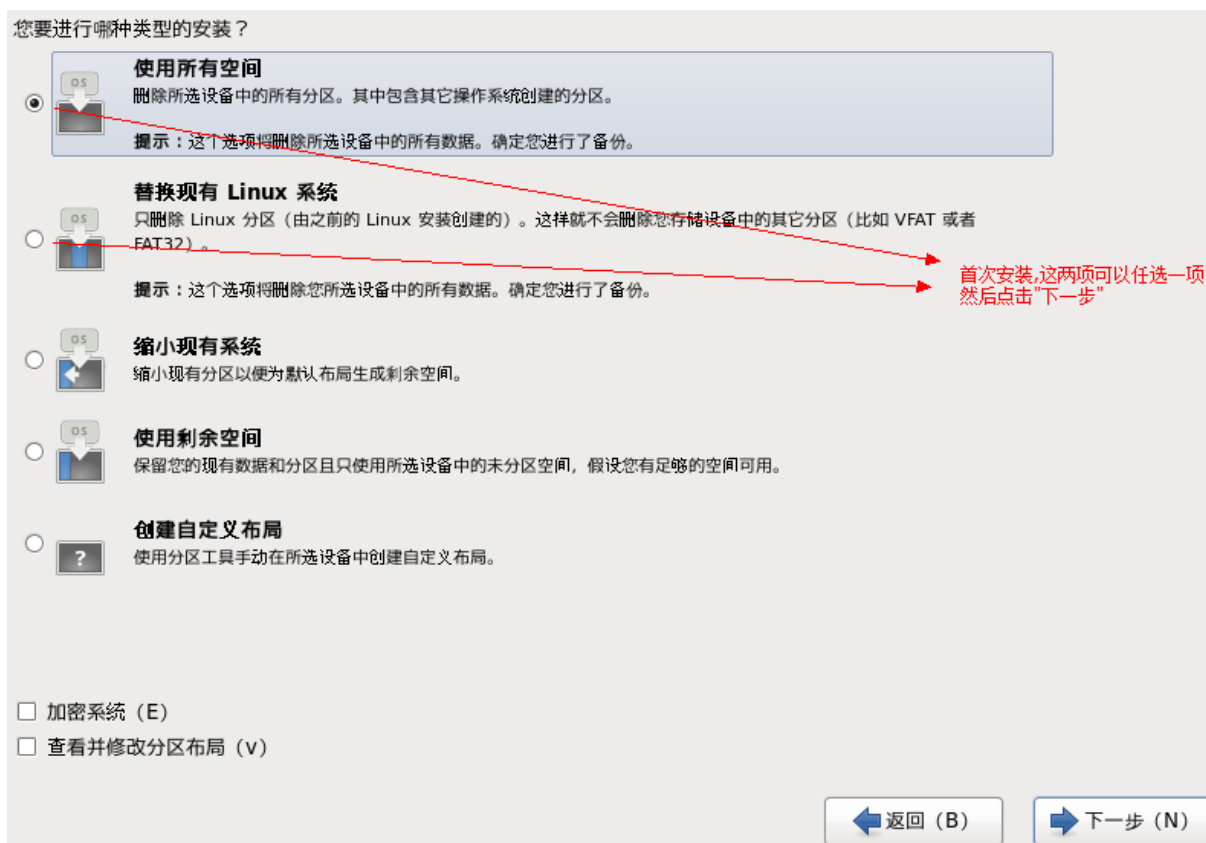 您要进行哪种类型的安装？
OS
使用所有空间
删除所选设备中的所有分区。其中包含其它操作系统创建的分区。
提示：这个选项将删除所选设备中的所有数据。确定您进行了备份。
OS
替换现有 Linux 系统
只删除 Linux 分区（由之前的 Linux 安装创建的）。这样就不会删除您存储设备中的其它分区（比如 VFAT 或者
FAT32）。
提示：这个选项将删除您所选设备中的所有数据。确定您进行了备份。
首次安装,这两项可以任选一项
然后点击"下一步"
OS
缩小现有系统
缩小现有分区以便为默认布局生成剩余空间。
OS
使用剩余空间
保留您的现有数据和分区且只使用所选设备中的未分区空间，假设您有足够的空间可用。
?
创建自定义布局
使用分区工具手动在所选设备中创建自定义布局。
加密系统（E）
查看并修改分区布局（v）
返回（B）
下一步（N）